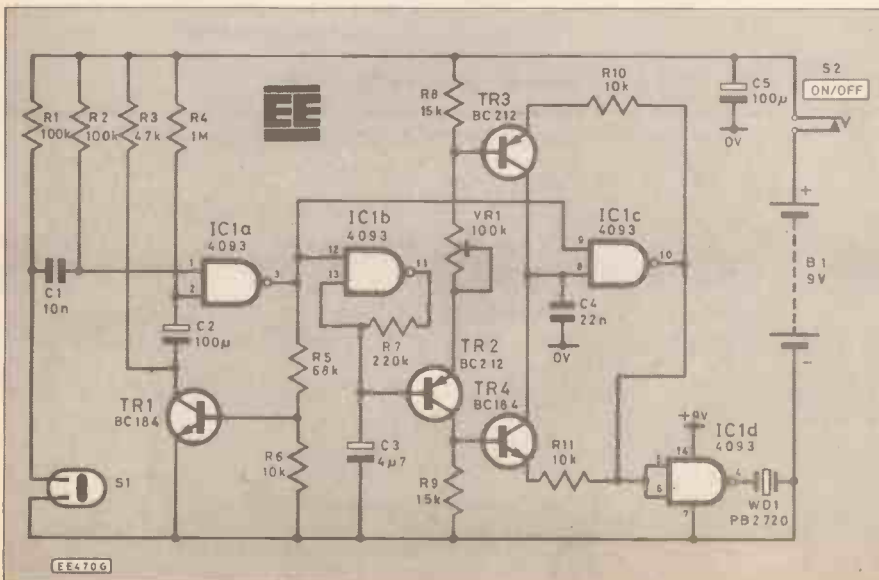 R1
100k
R2
100k
R3
47k
R4
1M
EE
R8
15k
TR3
BC212
R10
10k
C5
100µ
0V
S2
ON/OFF
IC1a
4093
1
2
3
C1
10n
C2
100µ
IC1b
4093
12
13
11
VR1
100k
IC1c
4093
9
8
10
B1
9V
+
-
R7
220k
C4
22n
0V
R5
68k
TR2
BC212
TR4
BC184
TR1
BC184
R6
10k
C3
4µ7
R9
15k
R11
10k
+9V
IC1d
4093
14
5
6
4
7
WD1
PB2720
S1
EE470G